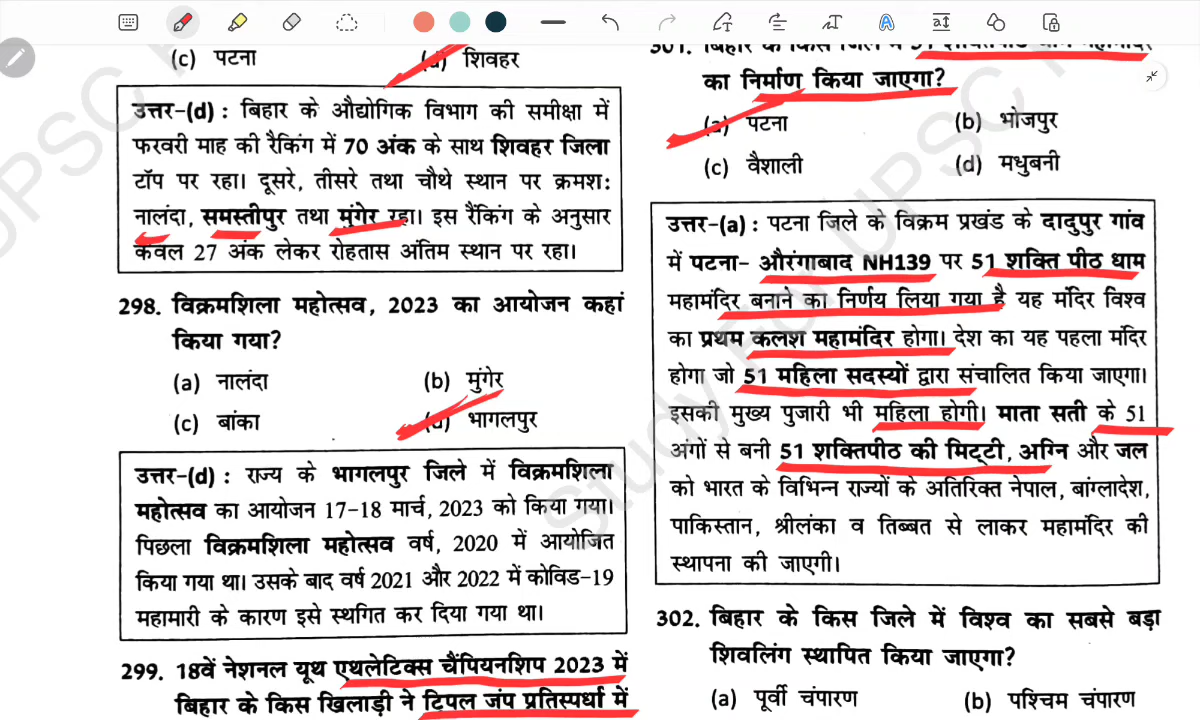 (c) पटना
(d) शिवहर
उत्तर-(d) : बिहार के औद्योगिक विभाग की समीक्षा में
फरवरी माह की रैकिंग में 70 अंक के साथ शिवहर जिला
टॉप पर रहा। दूसरे, तीसरे तथा चौथे स्थान पर क्रमशः
नालंदा, समस्तीपुर तथा मुंगेर रहा। इस रैंकिंग के अनुसार
केवल 27 अंक लेकर रोहतास अंतिम स्थान पर रहा।
298. विक्रमशिला महोत्सव, 2023 का आयोजन कहां
किया गया?
(a) नालंदा
(b) मुंगेर
(c) बांका
(d) भागलपुर
उत्तर-(d) : राज्य के भागलपुर जिले में विक्रमशिला
महोत्सव का आयोजन 17-18 मार्च, 2023 को किया गया।
पिछला विक्रमशिला महोत्सव वर्ष, 2020 में आयोजित
किया गया था। उसके बाद वर्ष 2021 और 2022 में कोविड-19
महामारी के कारण इसे स्थगित कर दिया गया था।
299. 18वें नेशनल यूथ एथलेटिक्स चैंपियनशिप 2023 में
बिहार के किस खिलाड़ी ने ट्रिपल जंप प्रतिस्पर्धा में
301. बिहार के किस जिले में 51 शक्तिपीठ धाम महामंदिर
का निर्माण किया जाएगा?
(a) पटना
(b) भोजपुर
(c) वैशाली
(d) मधुबनी
उत्तर-(a) : पटना जिले के विक्रम प्रखंड के दादुपुर गांव
में पटना- औरंगाबाद NH139 पर 51 शक्ति पीठ धाम
महामंदिर बनाने का निर्णय लिया गया है यह मंदिर विश्व
का प्रथम कलश महामंदिर होगा। देश का यह पहला मंदिर
होगा जो 51 महिला सदस्यों द्वारा संचालित किया जाएगा।
इसकी मुख्य पुजारी भी महिला होगी। माता सती के 51
अंगों से बनी 51 शक्तिपीठ की मिट्टी, अग्नि और जल
को भारत के विभिन्न राज्यों के अतिरिक्त नेपाल, बांग्लादेश,
पाकिस्तान, श्रीलंका व तिब्बत से लाकर महामंदिर की
स्थापना की जाएगी।
302. बिहार के किस जिले में विश्व का सबसे बड़ा
शिवलिंग स्थापित किया जाएगा?
(a) पूर्वी चंपारण
(b) पश्चिम चंपारण
Study For UPSC